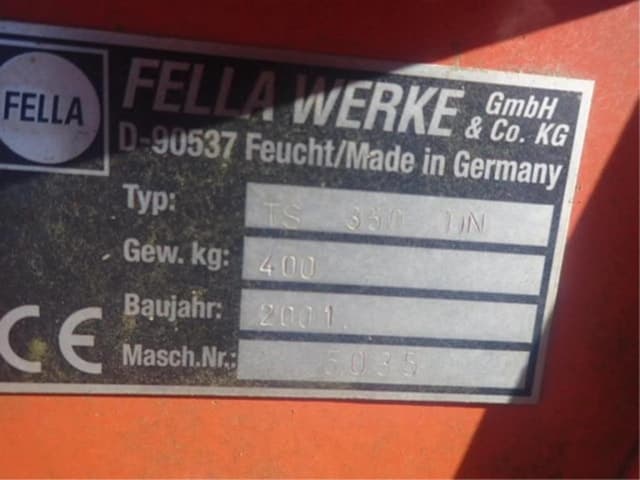 FELLA
FELLA WERKE GmbH & Co. KG
D-90537 Feucht/Made in Germany
Typ: TS 350 DN
Gew. kg: 400
Baujahr: 2001
Masch.Nr.: 5035
CE